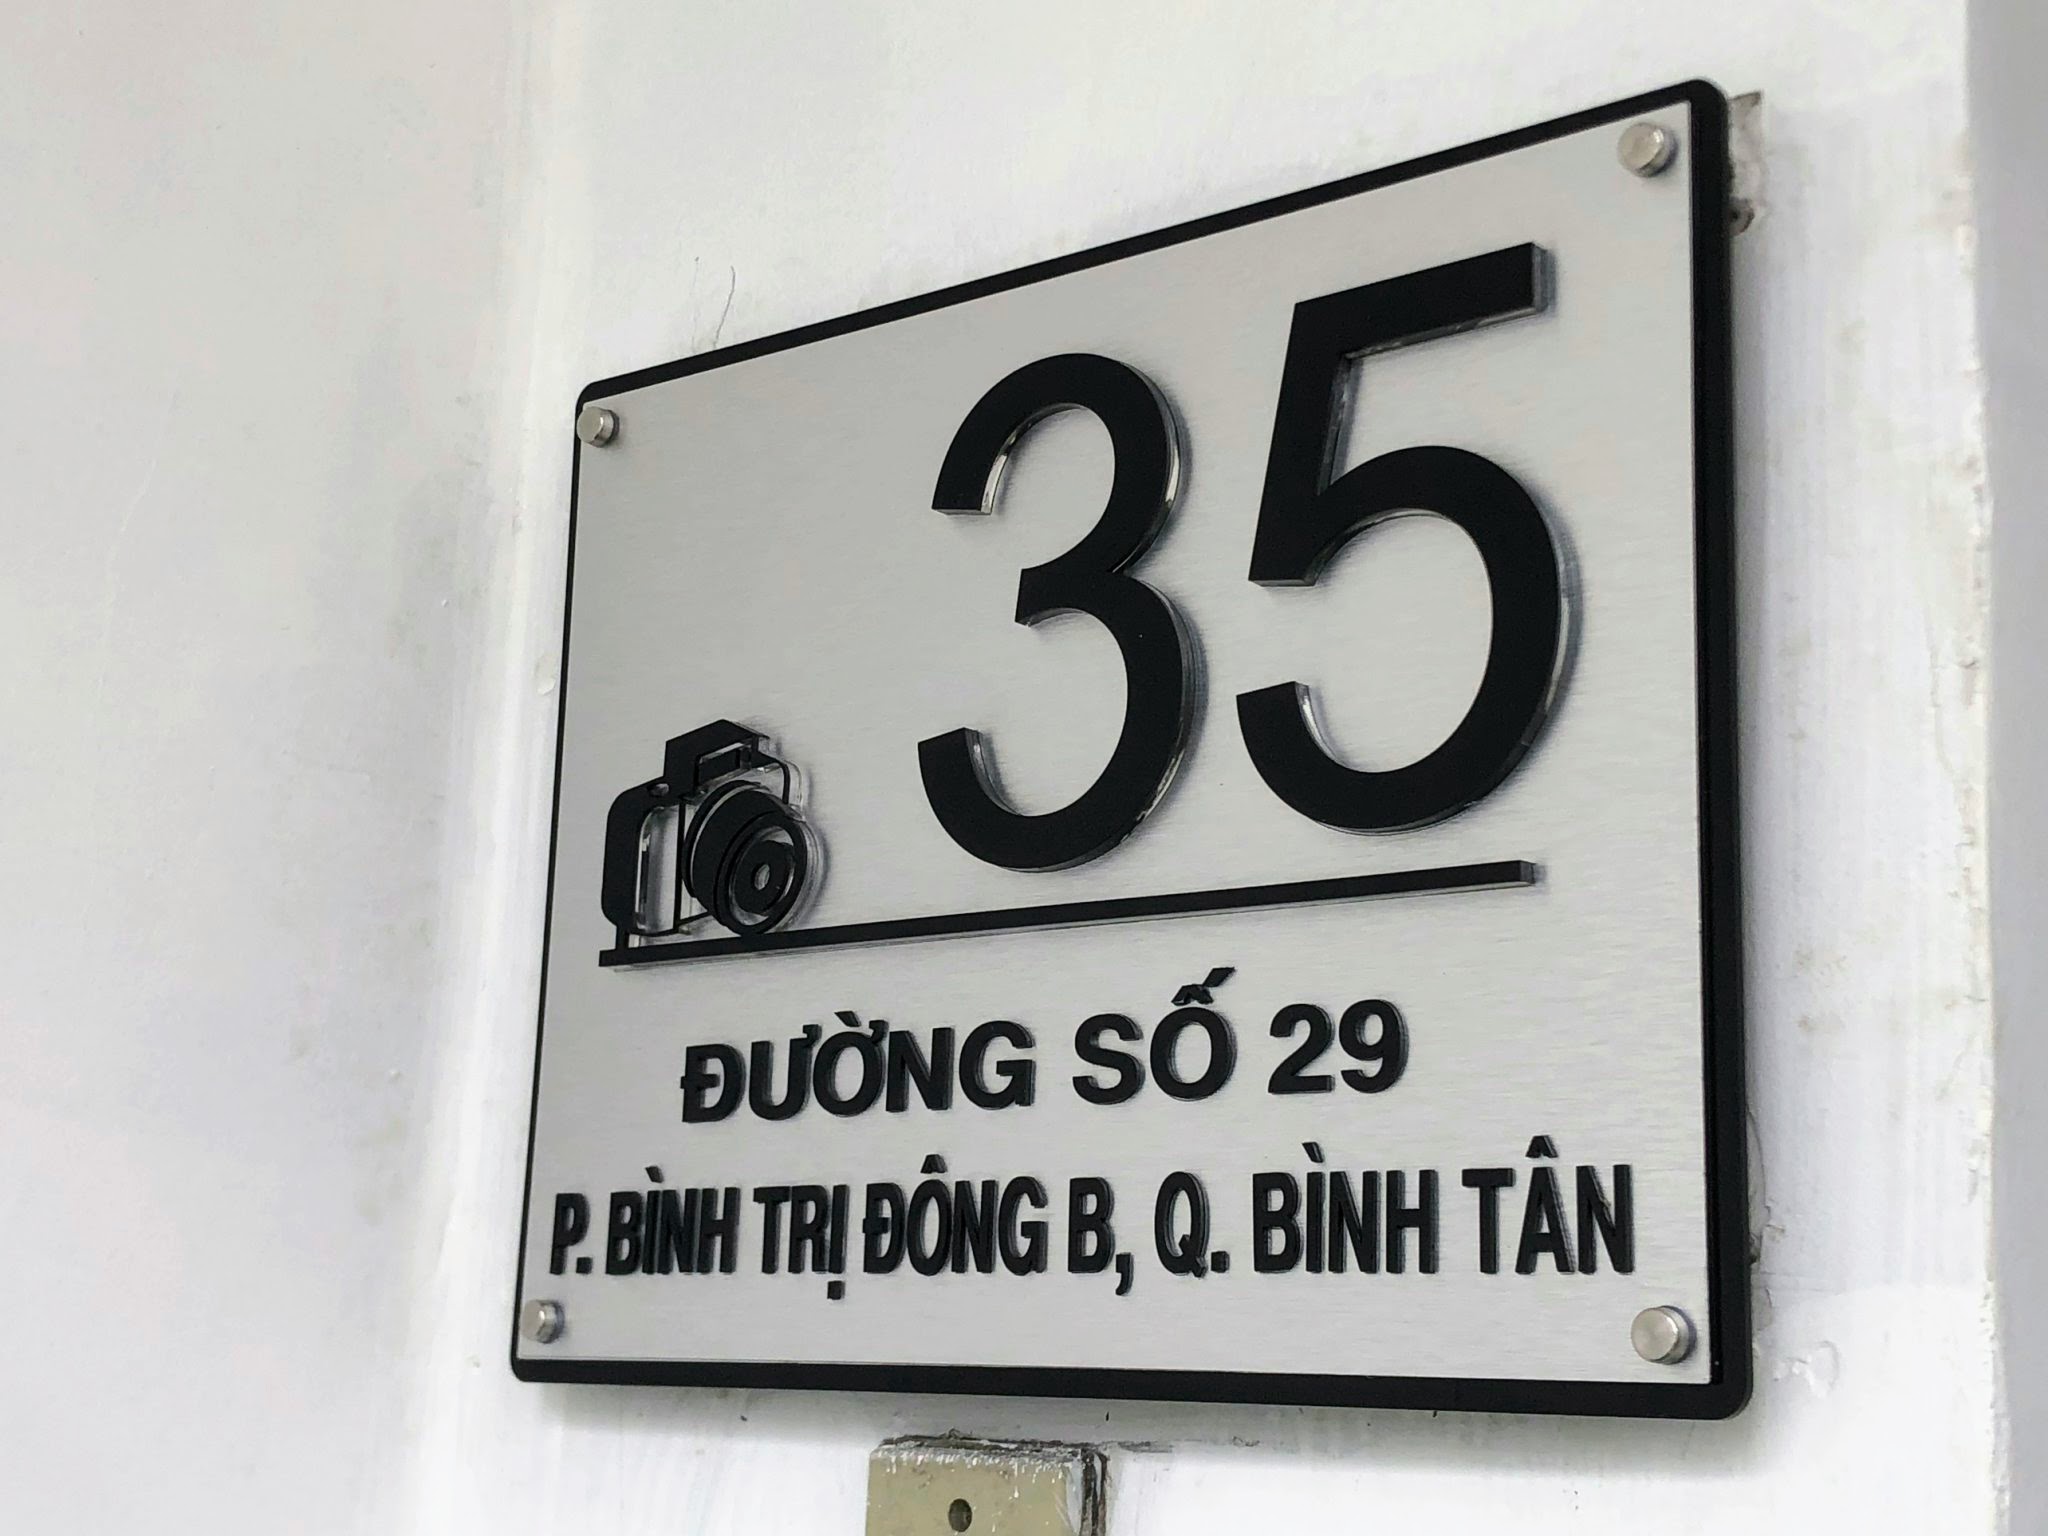 35
ĐƯỜNG SỐ 29
P. BÌNH TRỊ ĐÔNG B, Q. BÌNH TÂN